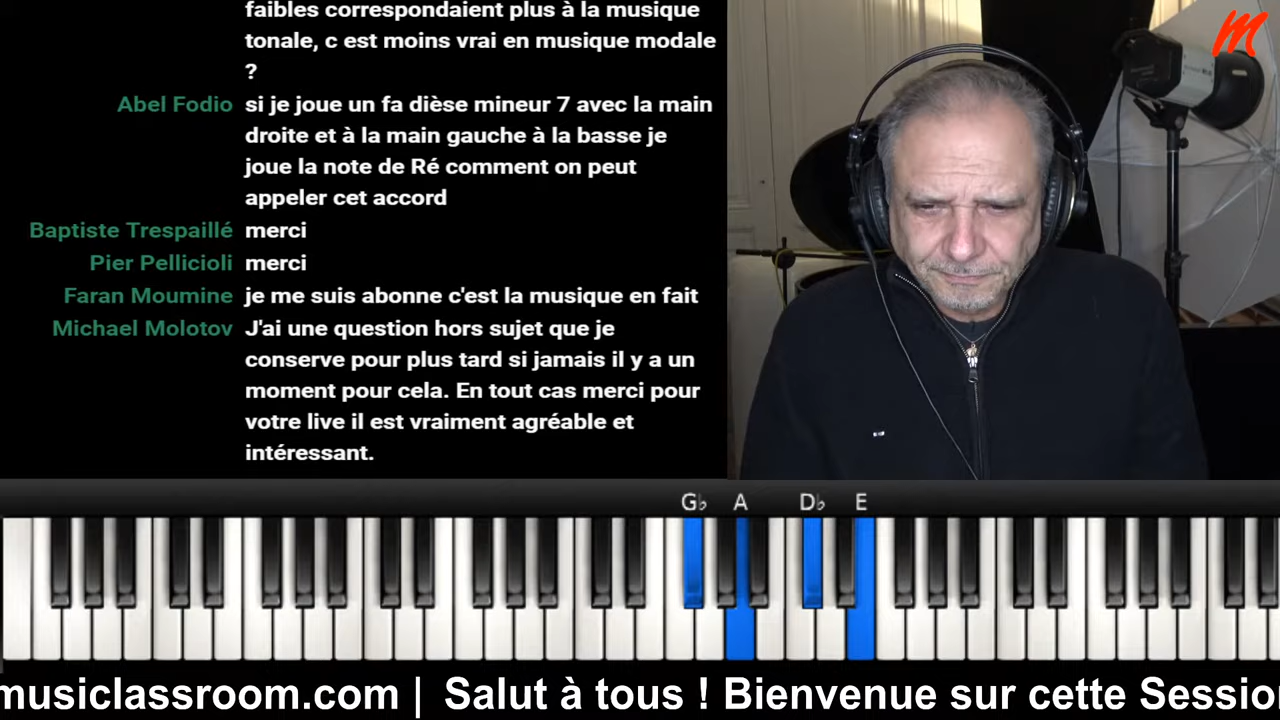 faibles correspondaient plus à la musique
tonale, c est moins vrai en musique modale
?
Abel Fodio si je joue un fa dièse mineur 7 avec la main
droite et à la main gauche à la basse je
joue la note de Ré comment on peut
appeler cet accord
Baptiste Trespaillé merci
Pier Pellicioli merci
Faran Moumine je me suis abonne c'est la musique en fait
Michael Molotov J'ai une question hors sujet que je
conserve pour plus tard si jamais il y a un
moment pour cela. En tout cas merci pour
votre live il est vraiment agréable et
intéressant.
G♭ A D♭ E
musiclassroom.com | Salut à tous ! Bienvenue sur cette Sessio